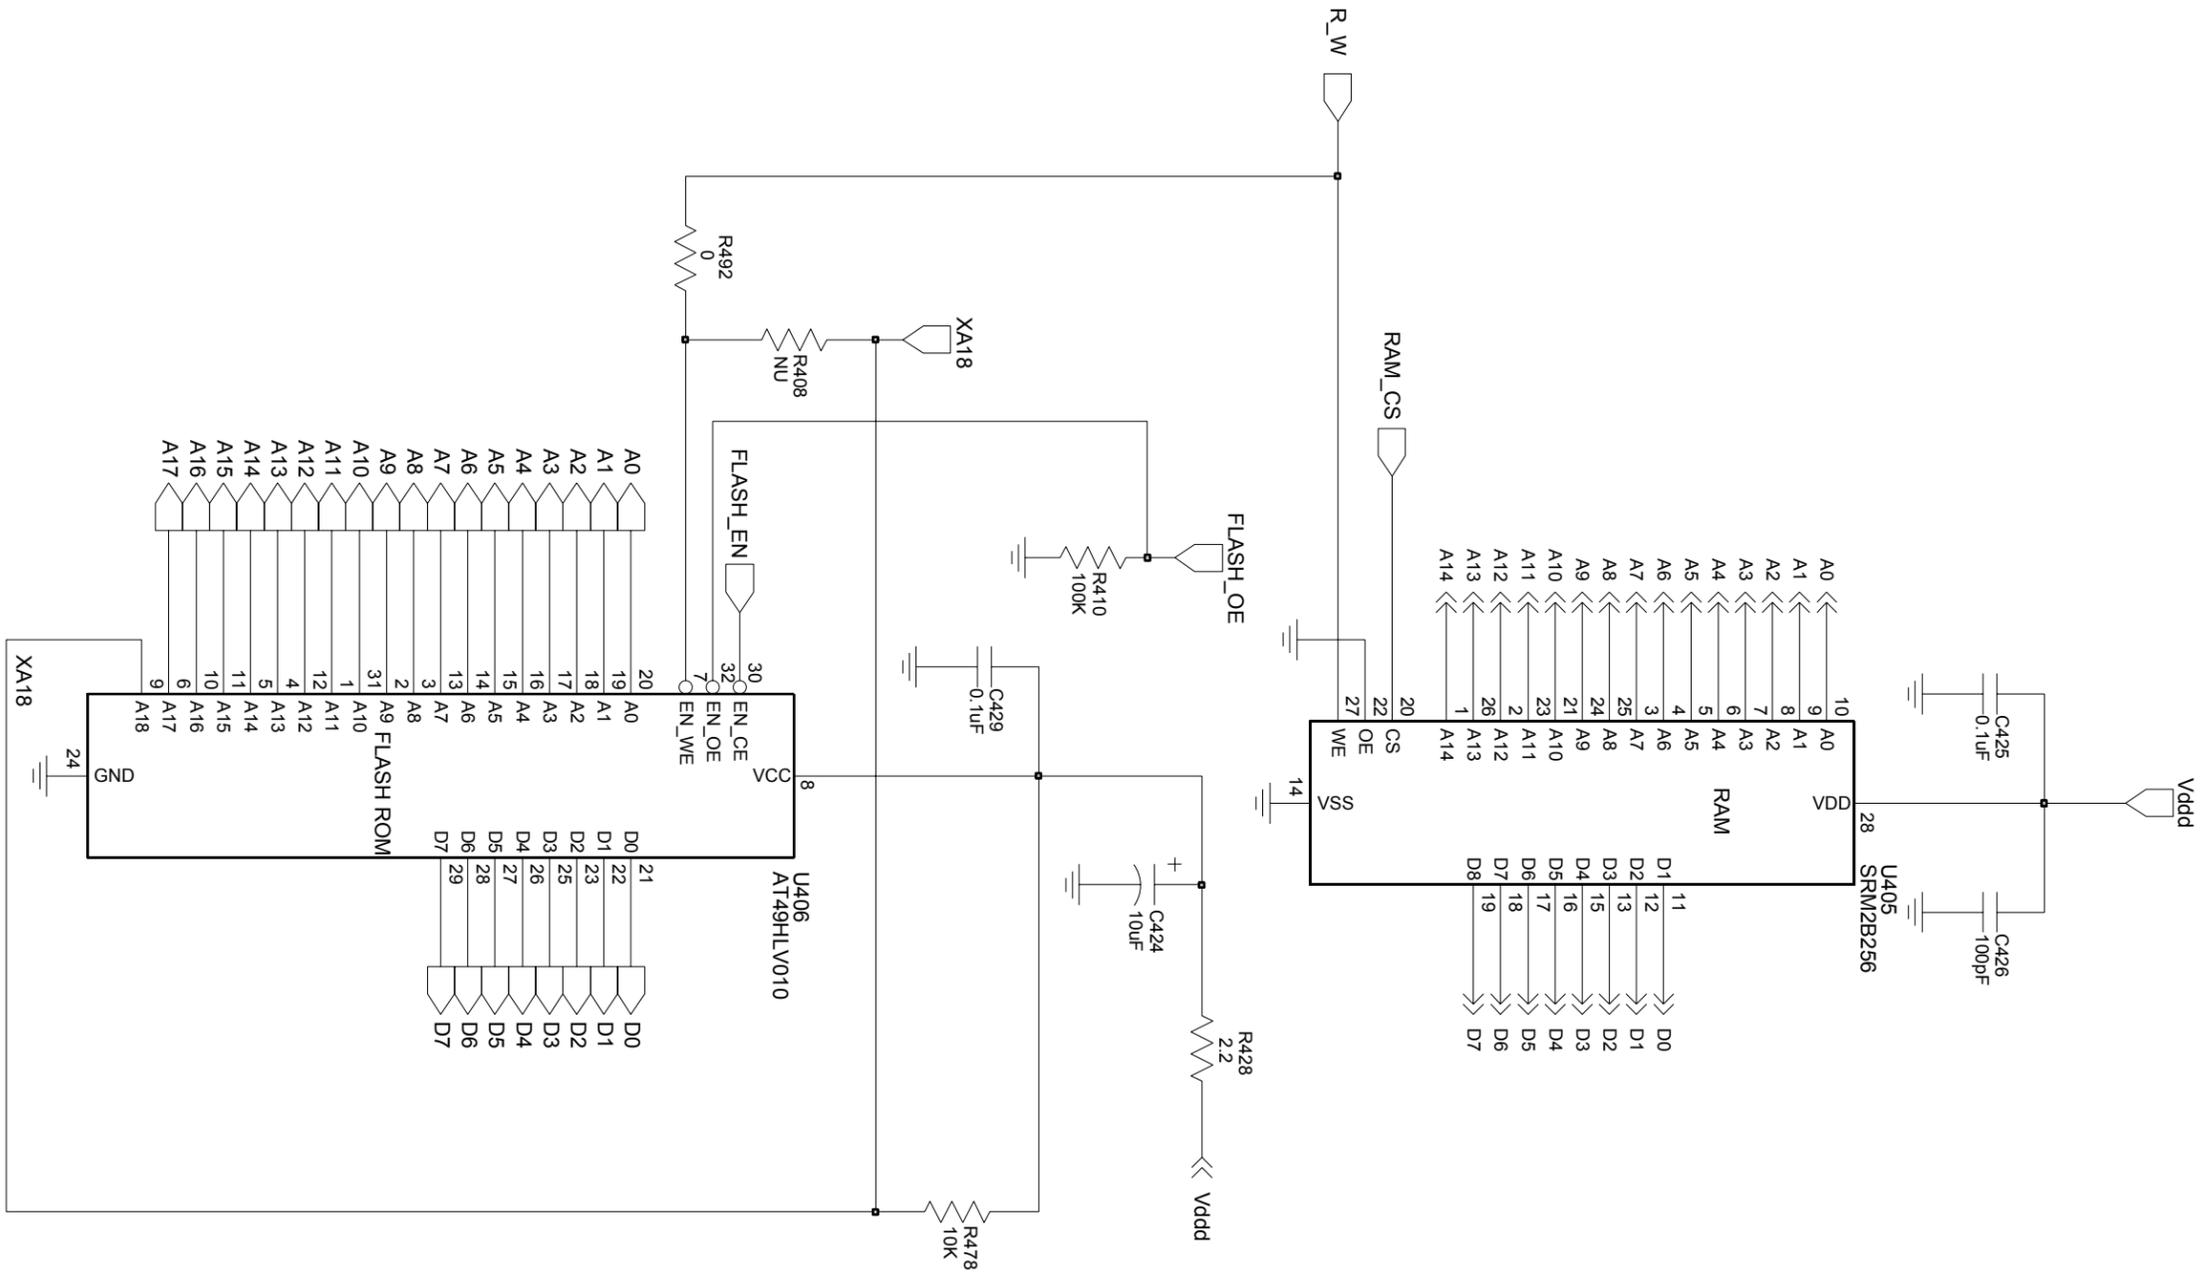 Vddd
C425
0.1uF
C426
100pF
U405
SRM2B256
28
VDD
RAM
A0 10 A0
A1 9 A1
A2 8 A2
A3 7 A3
A4 6 A4
A5 5 A5
A6 4 A6
A7 3 A7
A8 25 A8
A9 24 A9
A10 21 A10
A11 23 A11
A12 2 A12
A13 26 A13
A14 1 A14
D1 11 D0
D2 12 D1
D3 13 D2
D4 15 D3
D5 16 D4
D6 17 D5
D7 18 D6
D8 19 D7
RAM_CS
20 CS
22 OE
27 WE
VSS
14
R_W
FLASH_OE
R410
100K
R428
2.2
Vddd
+
C424
10uF
C429
0.1uF
R478
10K
XA18
R408
NU
R492
0
U406
AT49HLV010
8
VCC
FLASH_EN
30 EN_CE
32 EN_OE
7 EN_WE
FLASH ROM
A0 20 A0
A1 19 A1
A2 18 A2
A3 17 A3
A4 16 A4
A5 15 A5
A6 14 A6
A7 13 A7
A8 3 A8
A9 2 A9
A10 31 A10
A11 1 A11
A12 12 A12
A13 4 A13
A14 5 A14
A15 11 A15
A16 10 A16
A17 6 A17
9 A18
D0 21 D0
D1 22 D1
D2 23 D2
D3 25 D3
D4 26 D4
D5 27 D5
D6 28 D6
D7 29 D7
GND
24
XA18